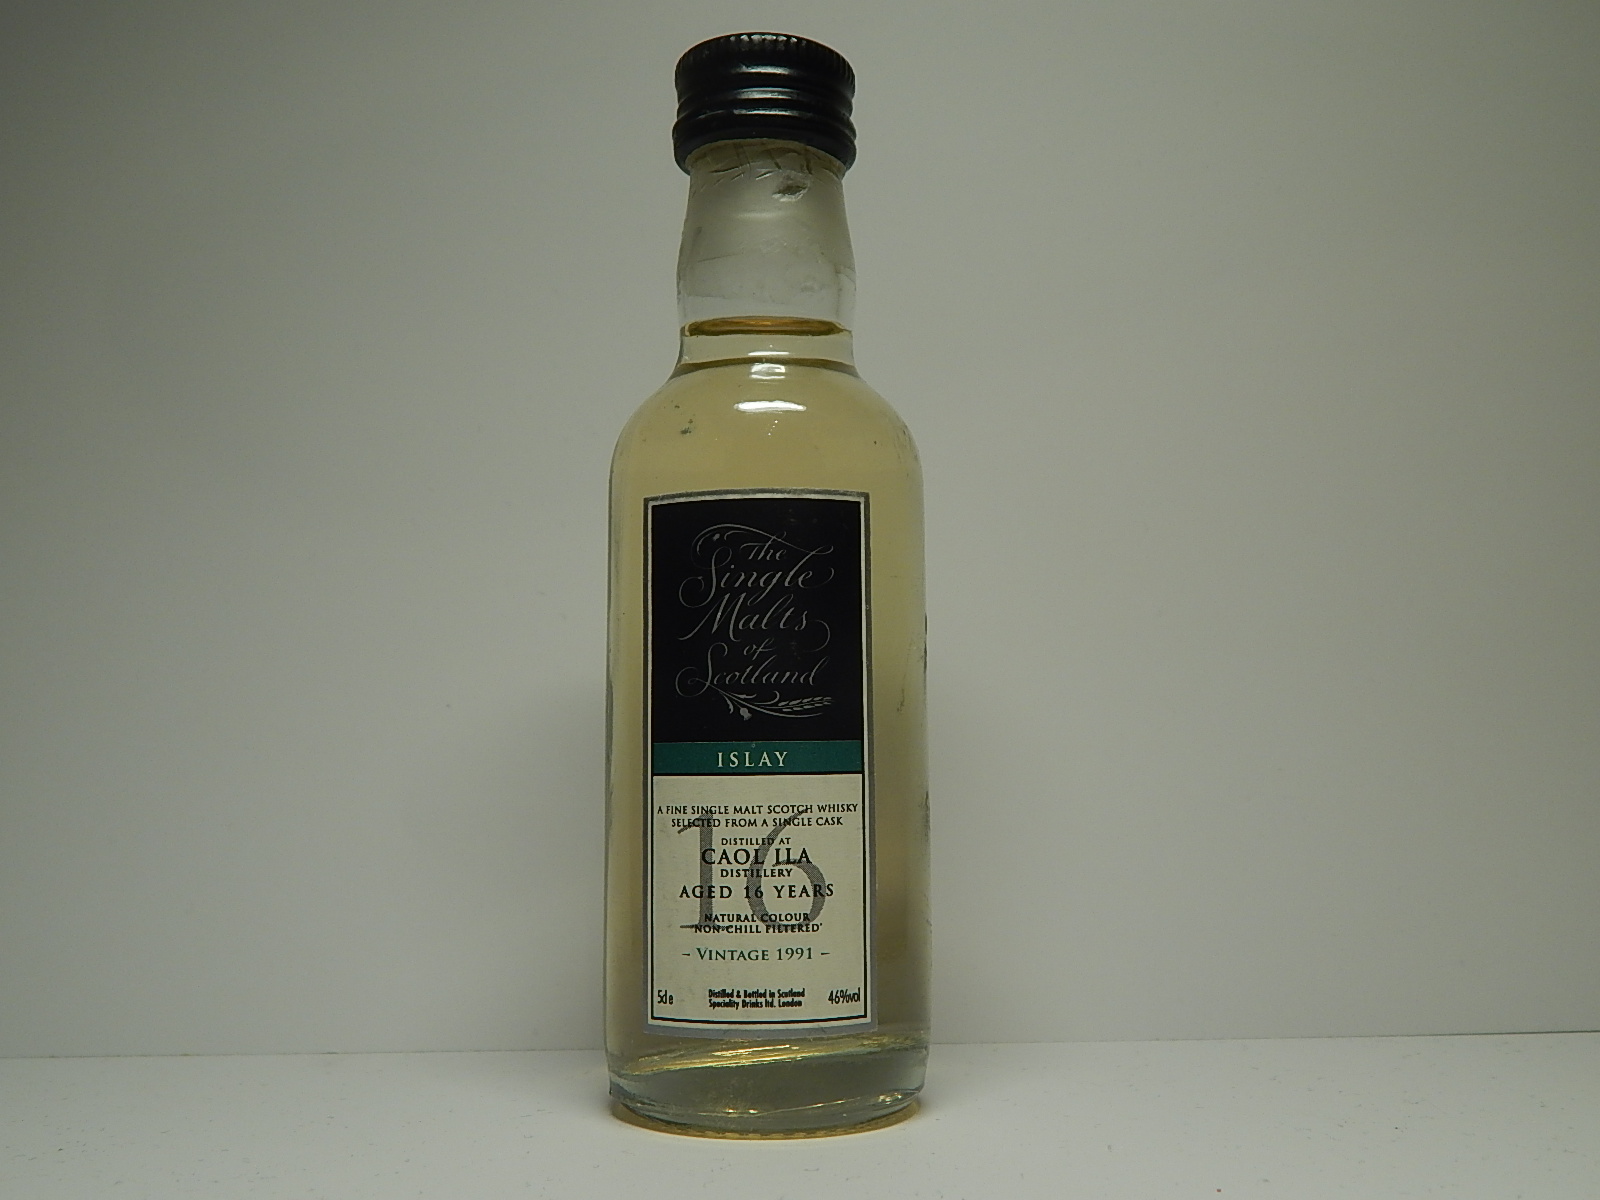 The
Single
Malts
of
Scotland
ISLAY
A FINE SINGLE MALT SCOTCH WHISKY
SELECTED FROM A SINGLE CASK
16
DISTILLED AT
CAOL ILA
DISTILLERY
AGED 16 YEARS
NATURAL COLOUR
'NON-CHILL FILTERED'
- VINTAGE 1991 -
5cl e
Distilled & Bottled in Scotland
Speciality Drinks ltd. London
46%vol